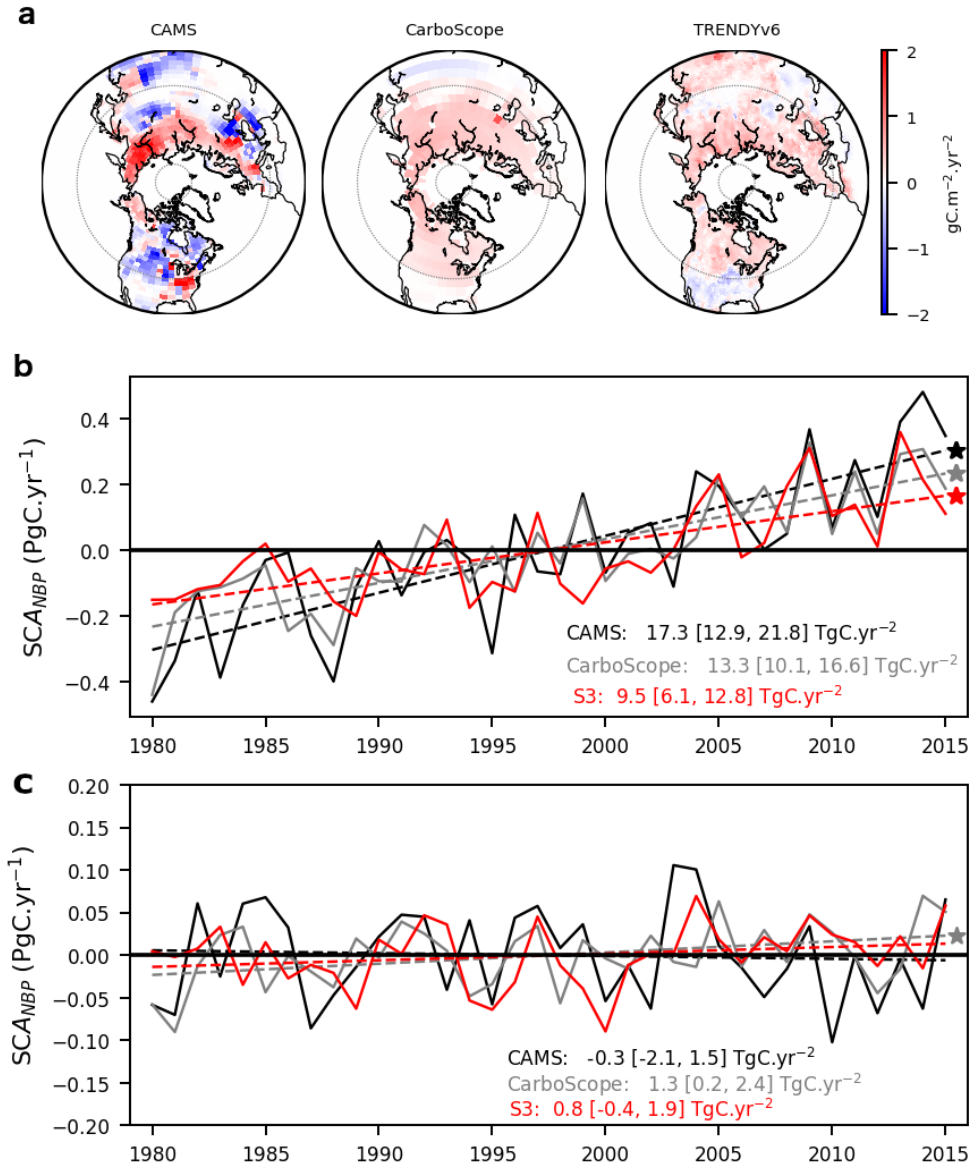 a
CAMS
CarboScope
TRENDYv6
2
1
0
−1
−2
gC.m⁻².yr⁻²
b
0.4
0.2
0.0
−0.2
−0.4
SCA_NBP (PgC.yr⁻¹)
CAMS: 17.3 [12.9, 21.8] TgC.yr⁻²
CarboScope: 13.3 [10.1, 16.6] TgC.yr⁻²
S3: 9.5 [6.1, 12.8] TgC.yr⁻²
1980 1985 1990 1995 2000 2005 2010 2015
c
0.20
0.15
0.10
0.05
0.00
−0.05
−0.10
−0.15
−0.20
SCA_NBP (PgC.yr⁻¹)
CAMS: -0.3 [-2.1, 1.5] TgC.yr⁻²
CarboScope: 1.3 [0.2, 2.4] TgC.yr⁻²
S3: 0.8 [-0.4, 1.9] TgC.yr⁻²
1980 1985 1990 1995 2000 2005 2010 2015